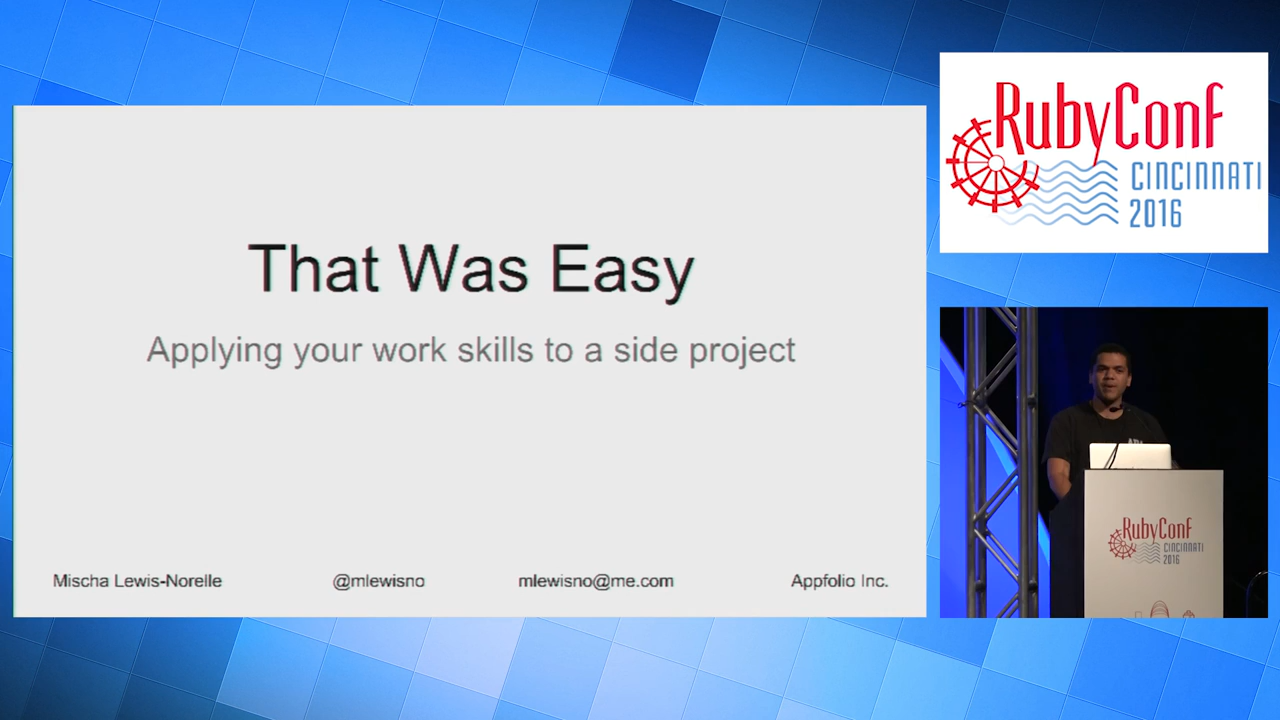 That Was Easy
Applying your work skills to a side project
Mischa Lewis-Norelle @mlewisno mlewisno@me.com Appfolio Inc.
RubyConf
CINCINNATI
2016
RubyConf
CINCINNATI
2016